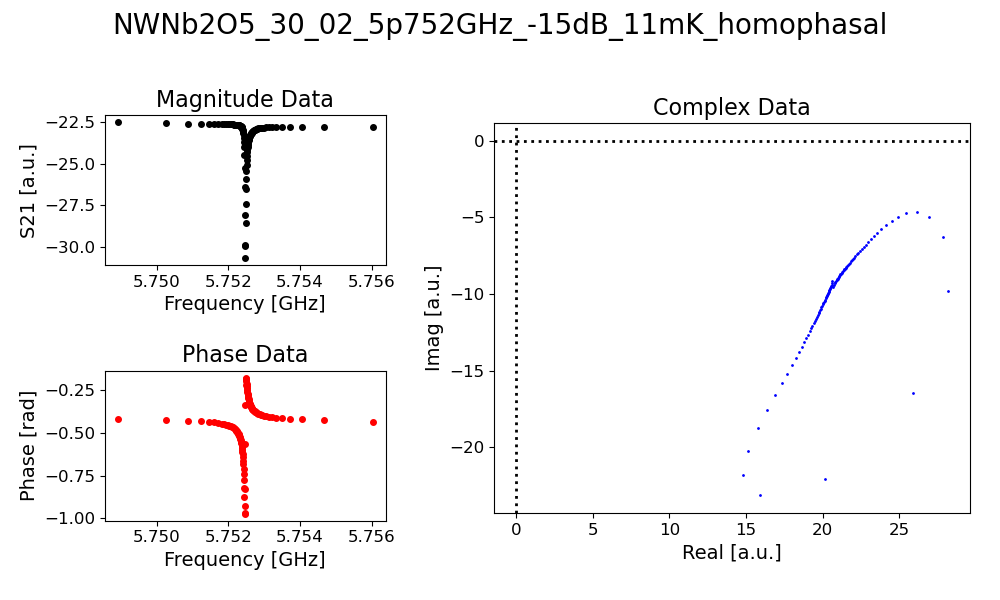 NWNb2O5_30_02_5p752GHz_-15dB_11mK_homophasal
Magnitude Data
−22.5
−25.0
−27.5
−30.0
S21 [a.u.]
5.750 5.752 5.754 5.756
Frequency [GHz]
Phase Data
−0.25
−0.50
−0.75
−1.00
Phase [rad]
5.750 5.752 5.754 5.756
Frequency [GHz]
Complex Data
0
−5
−10
−15
−20
Imag [a.u.]
0 5 10 15 20 25
Real [a.u.]